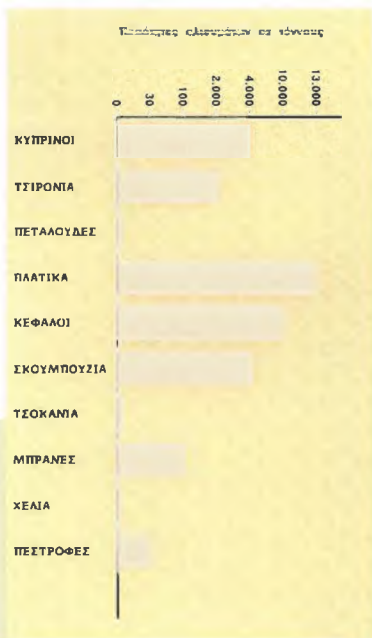 Ποσότητες αλιευμάτων σε τόννους
0 30 100 2.000 4.000 10.000 13.000
ΚΥΠΡΙΝΟΙ
ΤΣΙΡΟΝΙΑ
ΠΕΤΑΛΟΥΔΕΣ
ΠΛΑΤΙΚΑ
ΚΕΦΑΛΟΙ
ΣΚΟΥΜΠΟΥΖΙΑ
ΤΣΟΚΑΝΙΑ
ΜΠΡΑΝΕΣ
ΧΕΛΙΑ
ΠΕΣΤΡΟΦΕΣ